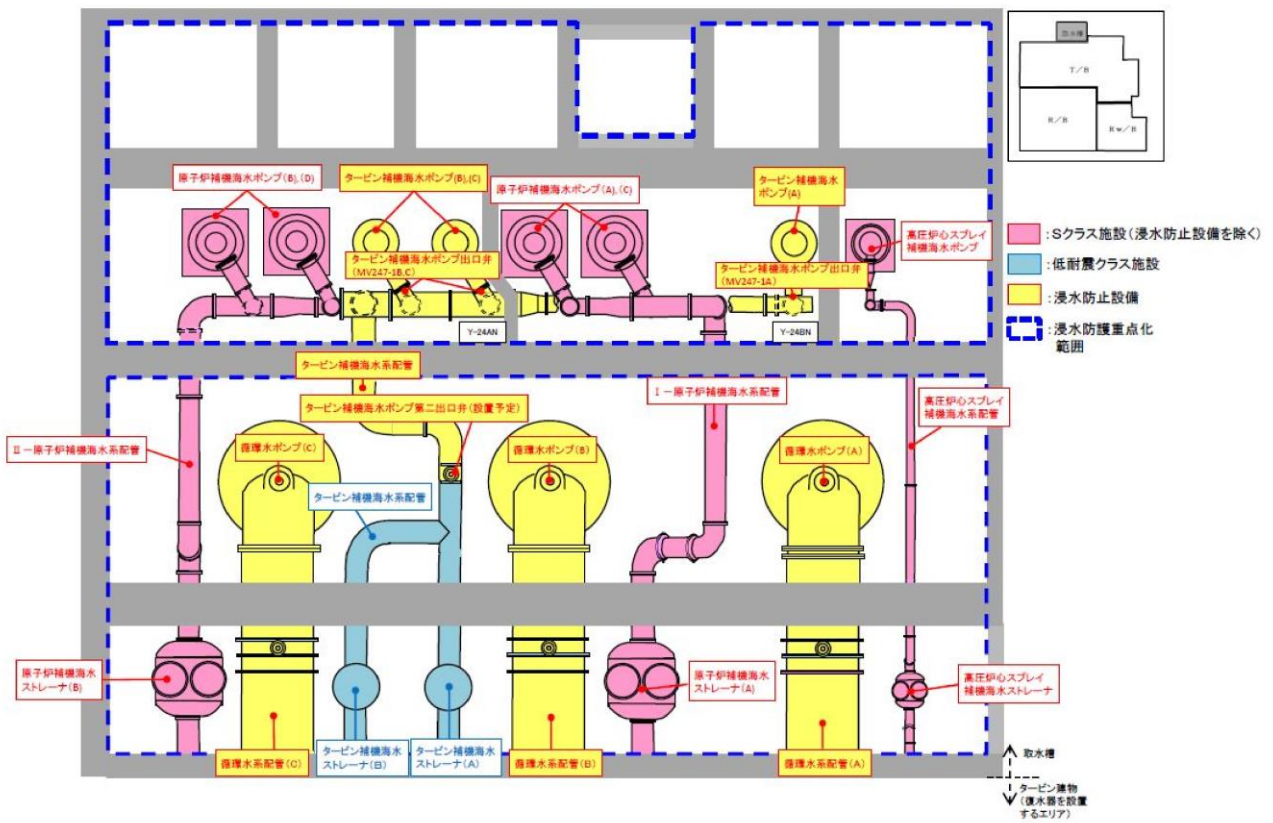 取水槽
T/B
R/B
Rw/B
原子炉補機海水ポンプ(B),(D)
タービン補機海水ポンプ(B),(C)
原子炉補機海水ポンプ(A),(C)
タービン補機海水
ポンプ(A)
高圧炉心スプレイ
補機海水ポンプ
タービン補機海水ポンプ出口弁
(MV247-1B,C)
タービン補機海水ポンプ出口弁
(MV247-1A)
Y-24AN
Y-24BN
:Sクラス施設(浸水防止設備を除く)
:低耐震クラス施設
:浸水防止設備
:浸水防護重点化
範囲
タービン補機海水系配管
タービン補機海水ポンプ第二出口弁(設置予定)
Ⅰ-原子炉補機海水系配管
高圧炉心スプレイ
補機海水系配管
Ⅱ-原子炉補機海水系配管
循環水ポンプ(C)
循環水ポンプ(B)
循環水ポンプ(A)
タービン補機海水系配管
原子炉補機海水
ストレーナ(B)
原子炉補機海水
ストレーナ(A)
高圧炉心スプレイ
補機海水ストレーナ
循環水系配管(C)
タービン補機海水
ストレーナ(B)
タービン補機海水
ストレーナ(A)
循環水系配管(B)
循環水系配管(A)
取水槽
タービン建物
(復水器を設置
するエリア)